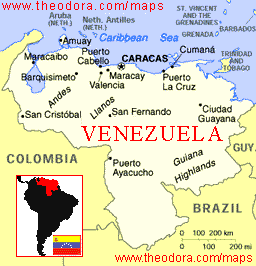 www.theodora.com/maps
Aruba
(Neth.)
Neth. Antilles
(NETH.)
ST. VINCENT AND
THE GRENADINES
GRENADA
Caribbean Sea
Amuay
Maracaibo
Puerto
Cabello
CARACAS
Cumaná
TRINIDAD
AND
TOBAGO
Barquisimeto
Maracay
Valencia
Puerto
La Cruz
Andes
Llanos
San Cristóbal
San Fernando
Ciudad
Guayana
VENEZUELA
COLOMBIA
GUY
Puerto
Ayacucho
Guiana
Highlands
BRAZIL
0 100 200 km
0 100 200 mi
www.theodora.com/maps